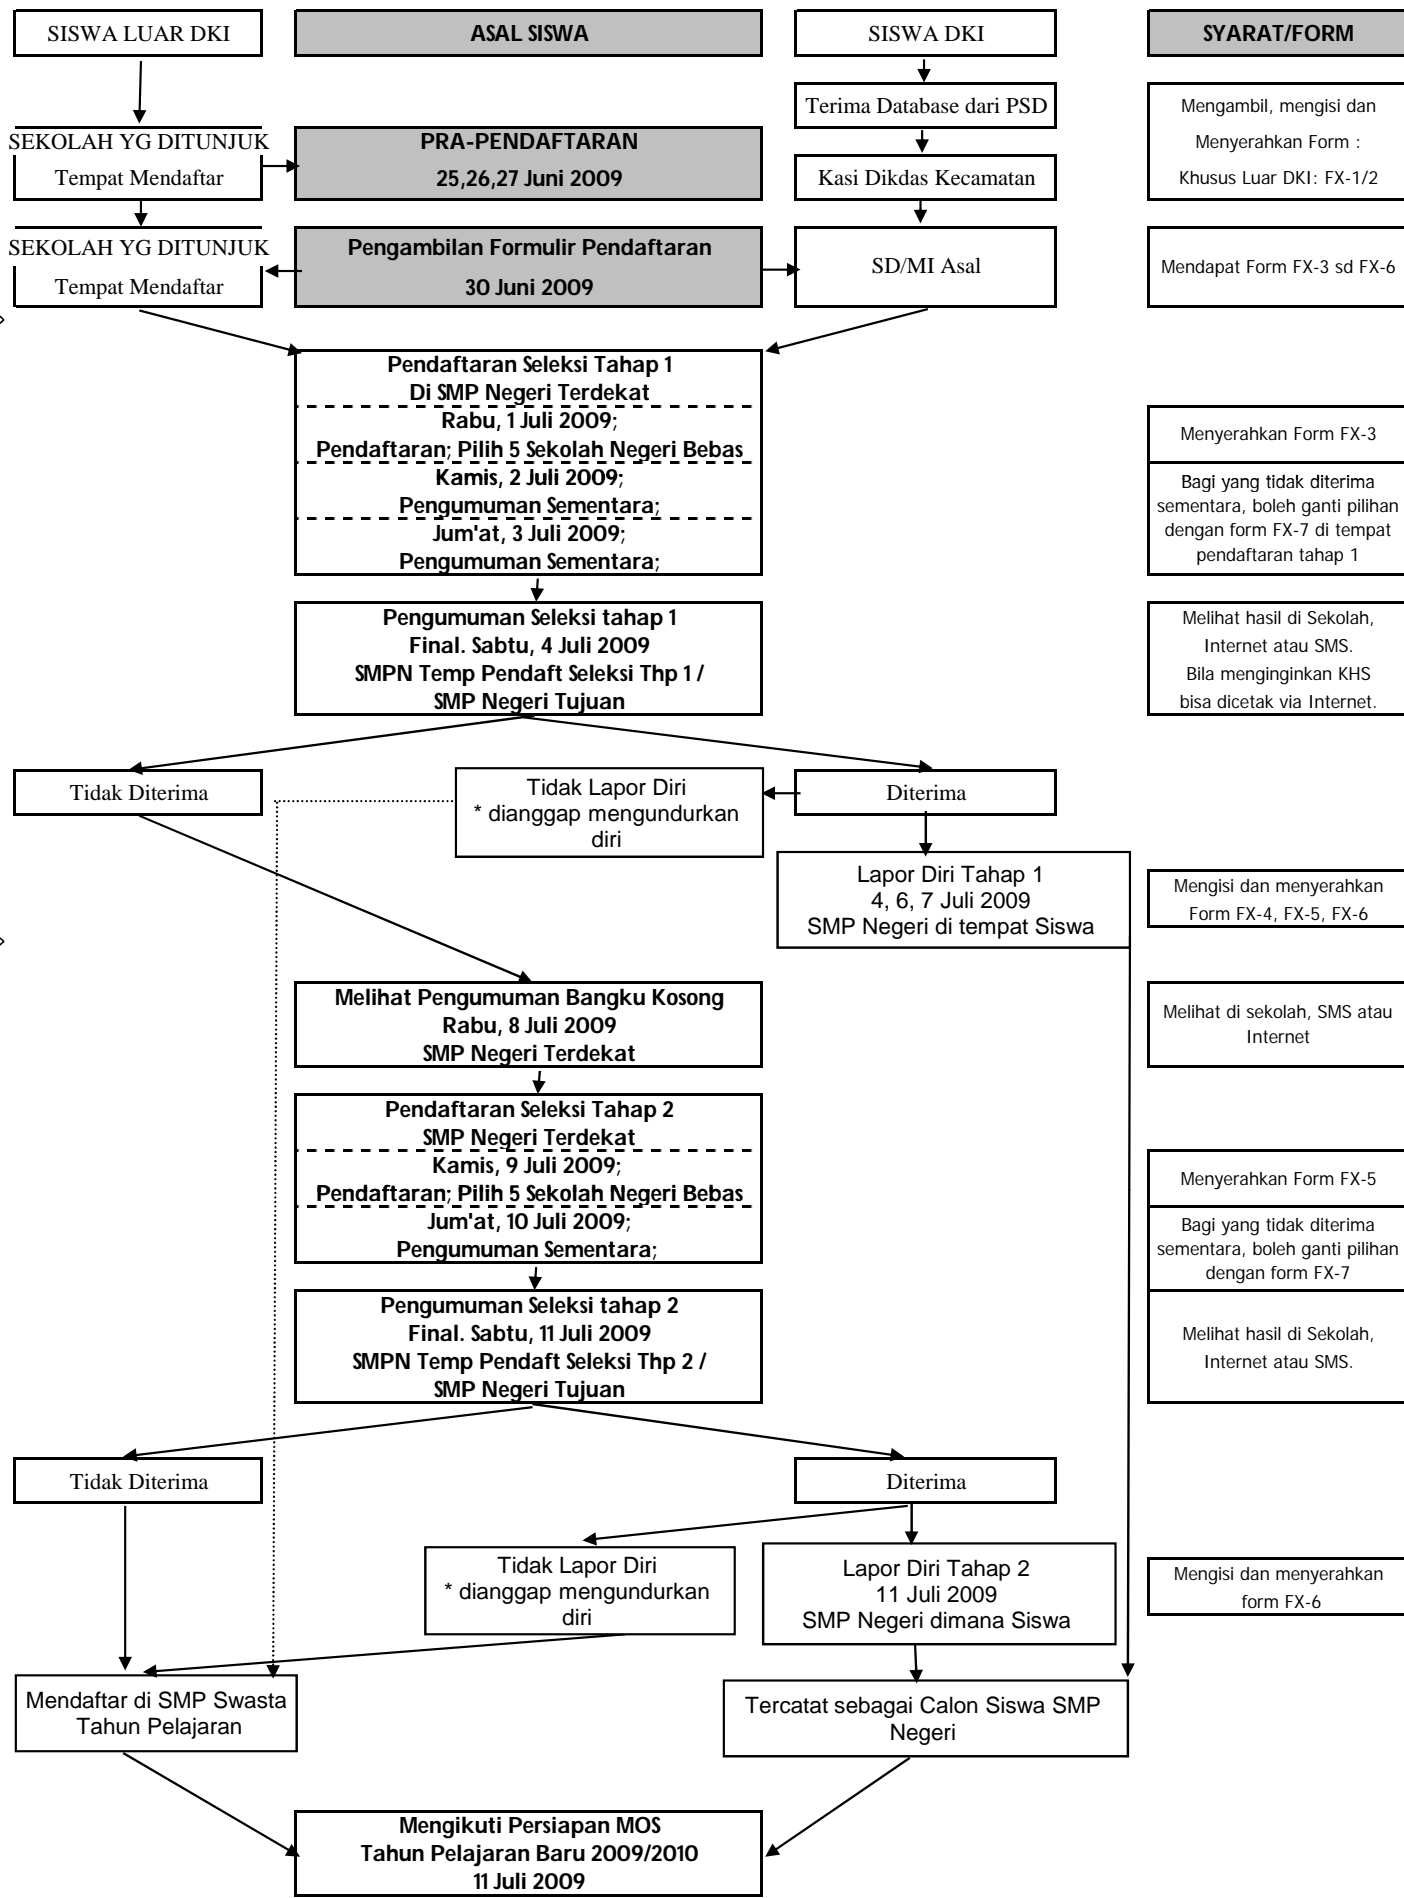 SISWA LUAR DKI
ASAL SISWA
SISWA DKI
SYARAT/FORM
Terima Database dari PSD
Mengambil, mengisi dan
Menyerahkan Form :
Khusus Luar DKI: FX-1/2
SEKOLAH YG DITUNJUK
Tempat Mendaftar
PRA-PENDAFTARAN
25,26,27 Juni 2009
Kasi Dikdas Kecamatan
SEKOLAH YG DITUNJUK
Tempat Mendaftar
Pengambilan Formulir Pendaftaran
30 Juni 2009
SD/MI Asal
Mendapat Form FX-3 sd FX-6
Pendaftaran Seleksi Tahap 1
Di SMP Negeri Terdekat
Rabu, 1 Juli 2009;
Pendaftaran; Pilih 5 Sekolah Negeri Bebas
Kamis, 2 Juli 2009;
Pengumuman Sementara;
Jum'at, 3 Juli 2009;
Pengumuman Sementara;
Menyerahkan Form FX-3
Bagi yang tidak diterima
sementara, boleh ganti pilihan
dengan form FX-7 di tempat
pendaftaran tahap 1
Pengumuman Seleksi tahap 1
Final. Sabtu, 4 Juli 2009
SMPN Temp Pendaft Seleksi Thp 1 /
SMP Negeri Tujuan
Melihat hasil di Sekolah,
Internet atau SMS.
Bila menginginkan KHS
bisa dicetak via Internet.
Tidak Diterima
Tidak Lapor Diri
* dianggap mengundurkan
diri
Diterima
Lapor Diri Tahap 1
4, 6, 7 Juli 2009
SMP Negeri di tempat Siswa
Mengisi dan menyerahkan
Form FX-4, FX-5, FX-6
Melihat Pengumuman Bangku Kosong
Rabu, 8 Juli 2009
SMP Negeri Terdekat
Melihat di sekolah, SMS atau
Internet
Pendaftaran Seleksi Tahap 2
SMP Negeri Terdekat
Kamis, 9 Juli 2009;
Pendaftaran; Pilih 5 Sekolah Negeri Bebas
Jum'at, 10 Juli 2009;
Pengumuman Sementara;
Menyerahkan Form FX-5
Bagi yang tidak diterima
sementara, boleh ganti pilihan
dengan form FX-7
Pengumuman Seleksi tahap 2
Final. Sabtu, 11 Juli 2009
SMPN Temp Pendaft Seleksi Thp 2 /
SMP Negeri Tujuan
Melihat hasil di Sekolah,
Internet atau SMS.
Tidak Diterima
Diterima
Tidak Lapor Diri
* dianggap mengundurkan
diri
Lapor Diri Tahap 2
11 Juli 2009
SMP Negeri dimana Siswa
Mengisi dan menyerahkan
form FX-6
Mendaftar di SMP Swasta
Tahun Pelajaran
Tercatat sebagai Calon Siswa SMP
Negeri
Mengikuti Persiapan MOS
Tahun Pelajaran Baru 2009/2010
11 Juli 2009